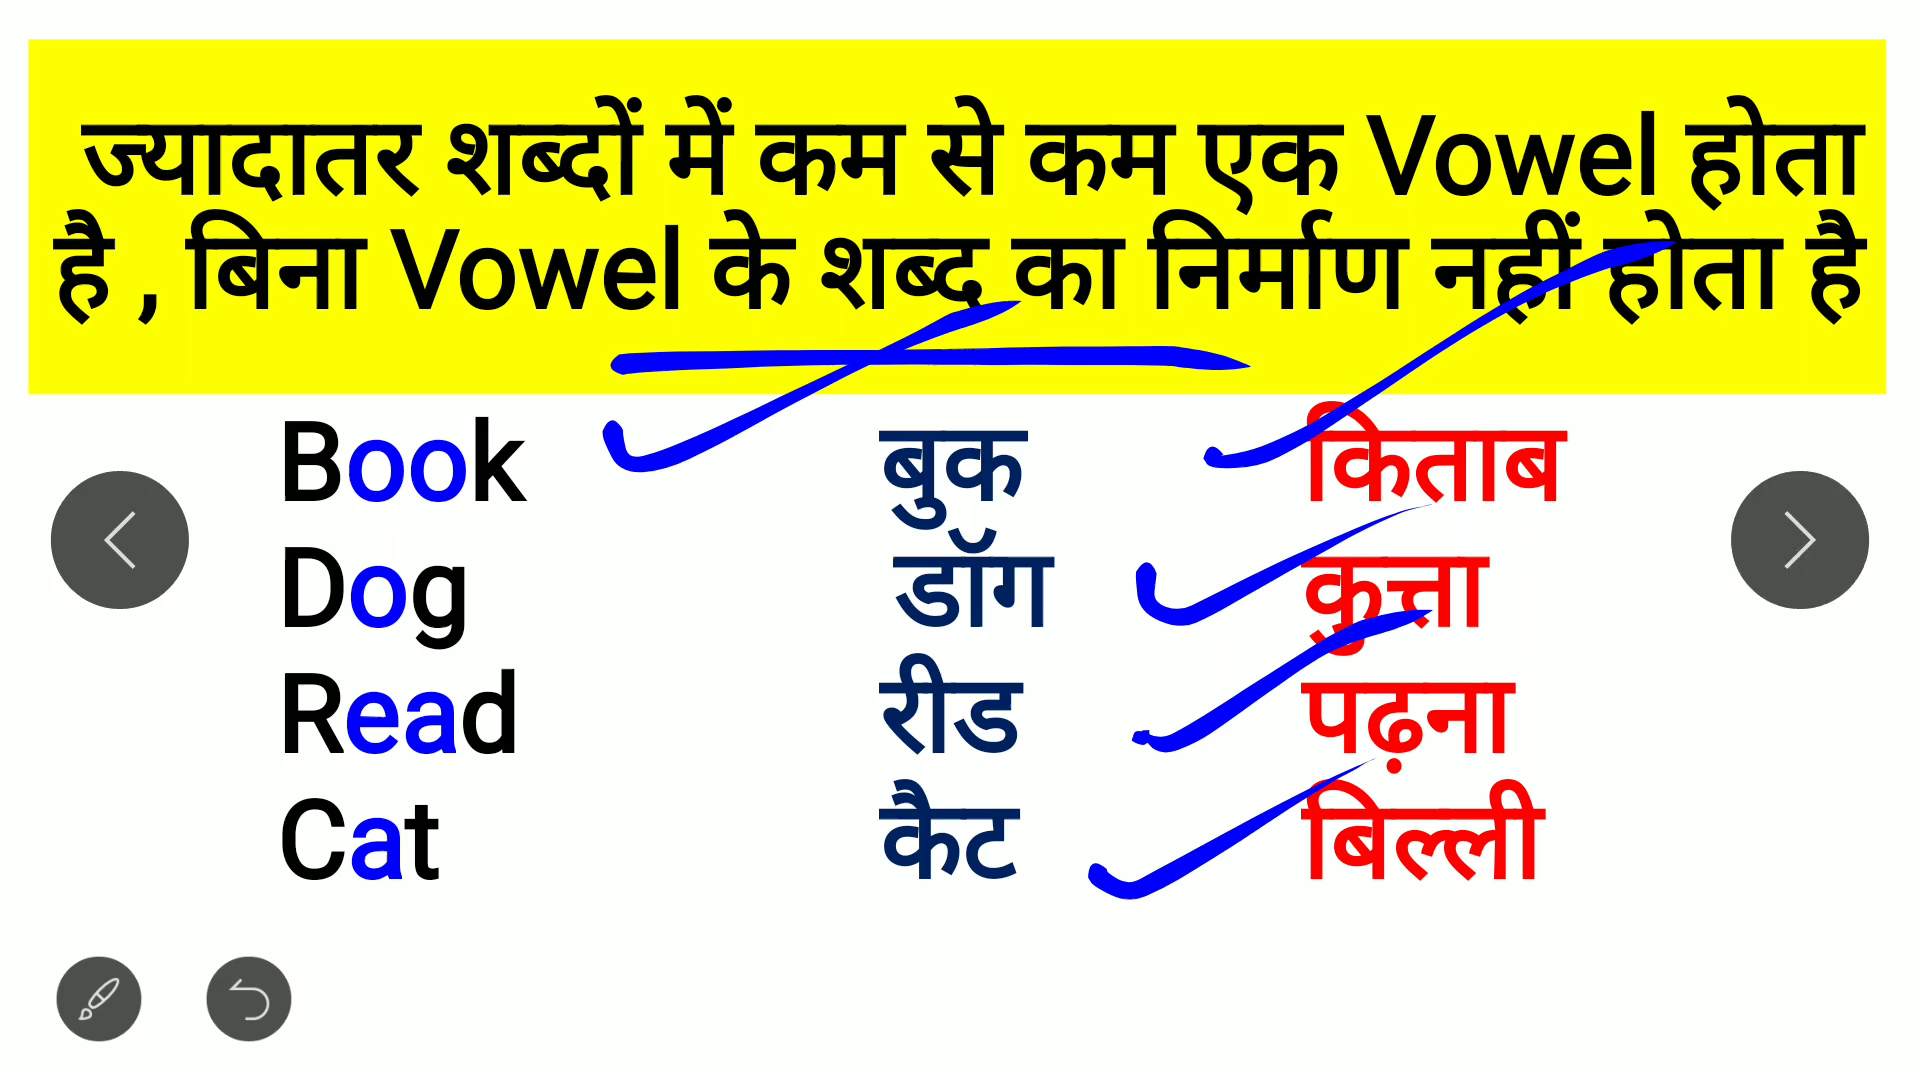 ज्यादातर शब्दों में कम से कम एक Vowel होता
है , बिना Vowel के शब्द का निर्माण नहीं होता है
Book बुक किताब
Dog डॉग कुत्ता
Read रीड पढ़ना
Cat कैट बिल्ली